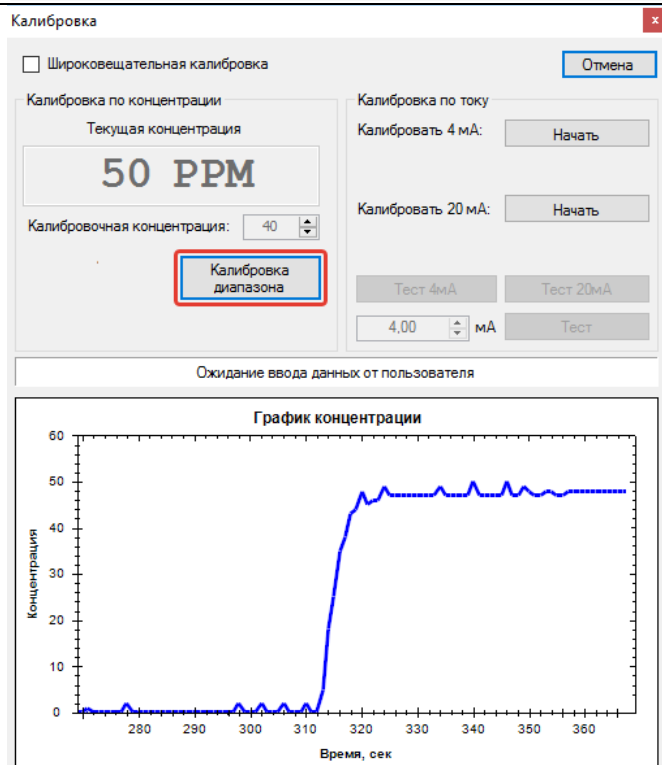 Калибровка
x
Широковещательная калибровка
Отмена
Калибровка по концентрации
Текущая концентрация
50 PPM
Калибровочная концентрация: 40
Калибровка
диапазона
Калибровка по току
Калибровать 4 мА: Начать
Калибровать 20 мА: Начать
Тест 4мА Тест 20мА
4,00 мА Тест
Ожидание ввода данных от пользователя
График концентрации
Концентрация
60
50
40
30
20
10
0
280 290 300 310 320 330 340 350 360
Время, сек